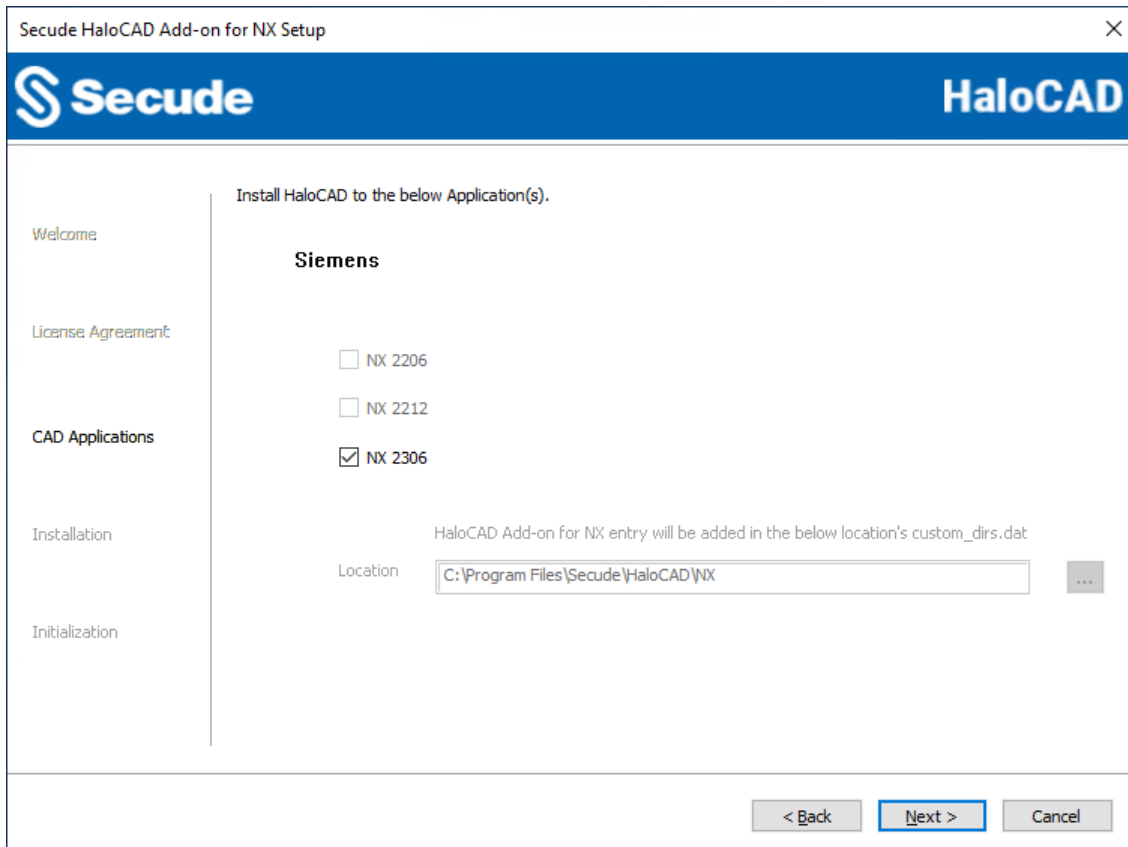 Secude HaloCAD Add-on for NX Setup
Secude
HaloCAD
Install HaloCAD to the below Application(s).
Welcome
Siemens
License Agreement
NX 2206
NX 2212
CAD Applications
NX 2306
Installation
HaloCAD Add-on for NX entry will be added in the below location's custom_dirs.dat
Location
C:\Program Files\Secude\HaloCAD\NX
...
Initialization
< Back
Next >
Cancel